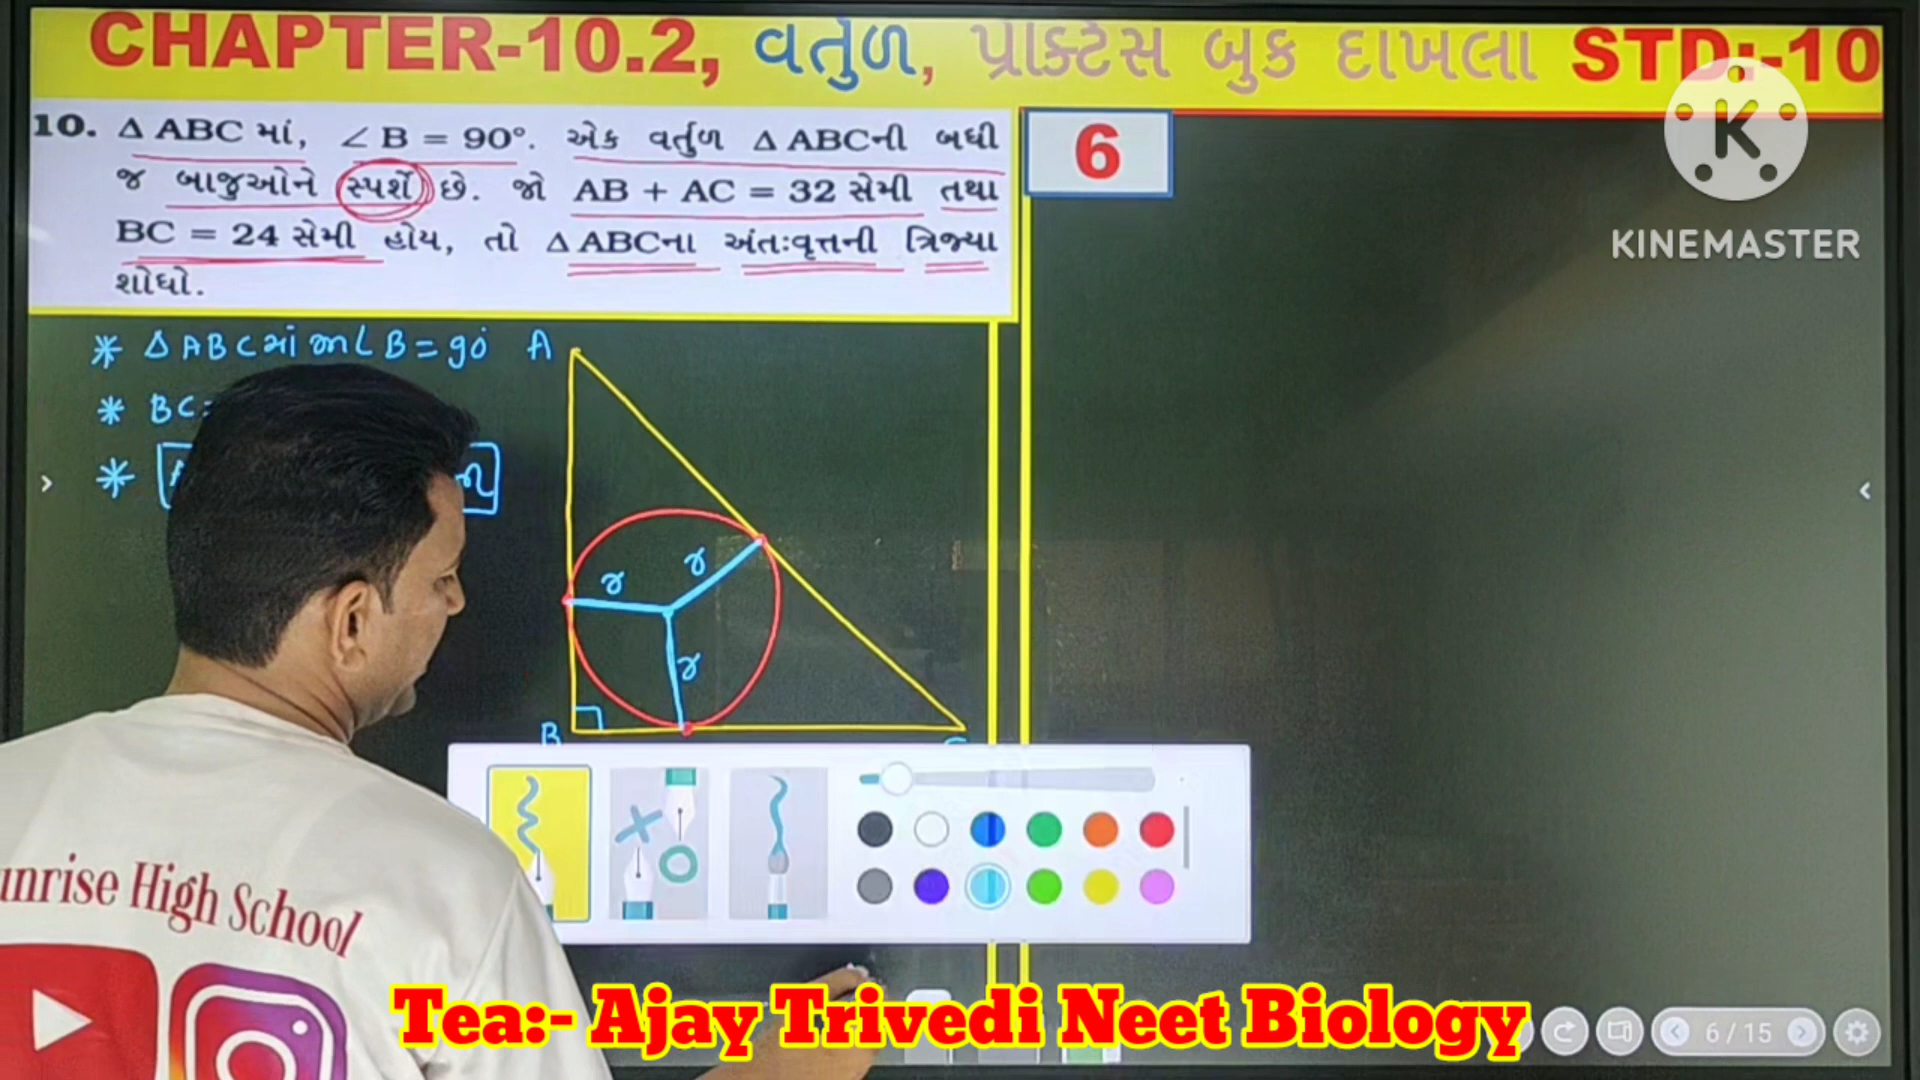 CHAPTER-10.2, વર્તુળ, પ્રેક્ટિસ બુક દાખલા STD:-10
10. Δ ABC માં, ∠ B = 90°. એક વર્તુળ Δ ABCની બધી
જ બાજુઓને સ્પર્શે છે. જો AB + AC = 32 સેમી તથા
BC = 24 સેમી હોય, તો Δ ABCના અંતઃવૃત્તની ત્રિજ્યા
શોધો.
6
K
KINEMASTER
* Δ ABC માં m∠B = 90°
* BC=
*
A
r
r
r
B
C
unrise High School
Tea:- Ajay Trivedi Neet Biology
6 / 15